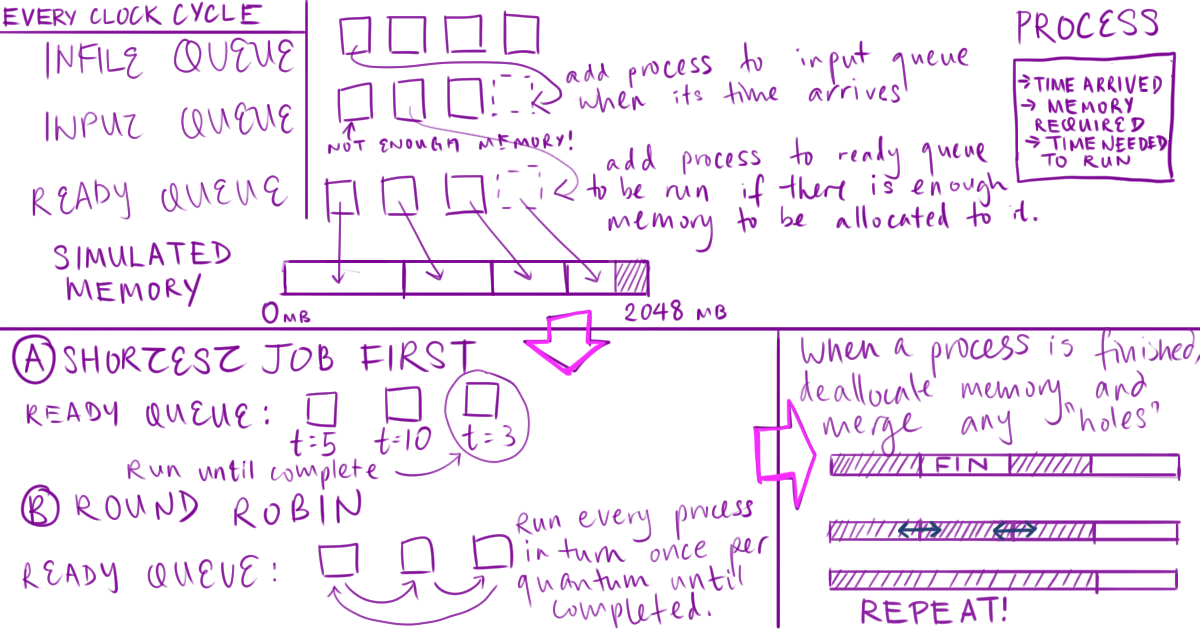 EVERY CLOCK CYCLE
INFILE QUEUE
INPUT QUEUE
READY QUEUE
SIMULATED
MEMORY
add process to input queue
when its time arrives
NOT ENOUGH MEMORY!
add process to ready queue
to be run if there is enough
memory to be allocated to it.
0MB
2048 MB
PROCESS
→TIME ARRIVED
→ MEMORY
REQUIRED
→ TIME NEEDED
TO RUN
A SHORTEST JOB FIRST
READY QUEUE:
t=5
t=10
t=3
Run until complete
B ROUND ROBIN
READY QUEUE:
Run every process
in turn once per
quantum until
completed.
When a process is finished,
deallocate memory and
merge any "holes"
FIN
REPEAT!